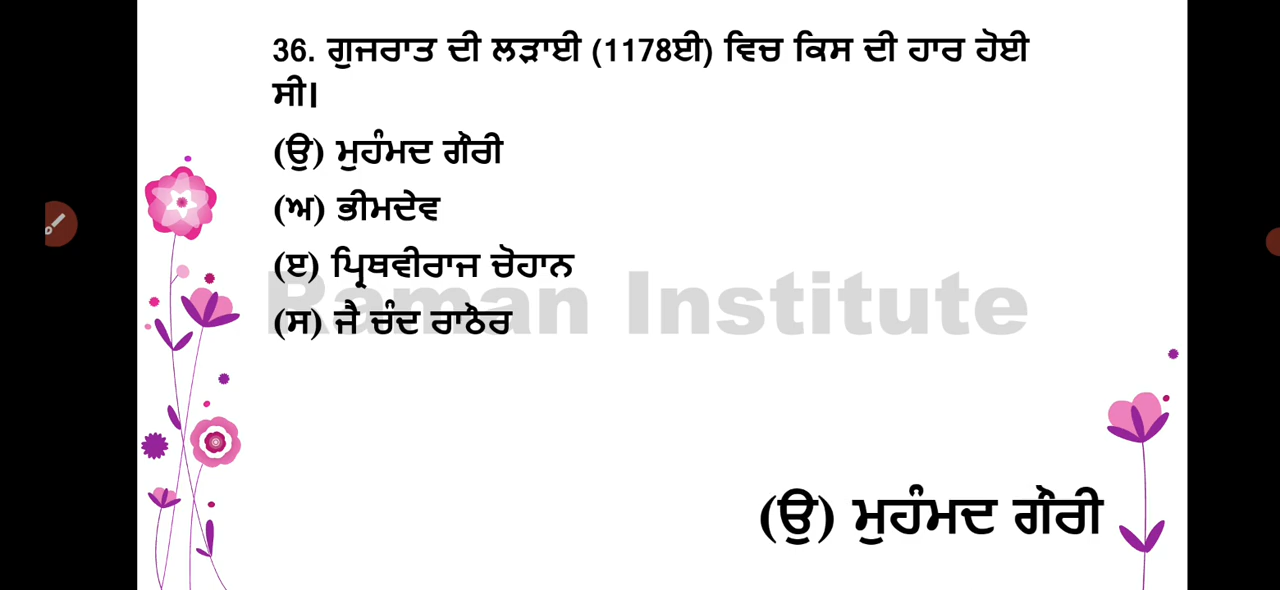 36. ਗੁਜਰਾਤ ਦੀ ਲੜਾਈ (1178ਈ) ਵਿਚ ਕਿਸ ਦੀ ਹਾਰ ਹੋਈ
ਸੀ।
(ੳ) ਮੁਹੰਮਦ ਗੌਰੀ
(ਅ) ਭੀਮਦੇਵ
(ੲ) ਪ੍ਰਿਥਵੀਰਾਜ ਚੋਹਾਨ
(ਸ) ਜੈ ਚੰਦ ਰਾਠੋਰ
Raman Institute
(ੳ) ਮੁਹੰਮਦ ਗੌਰੀ